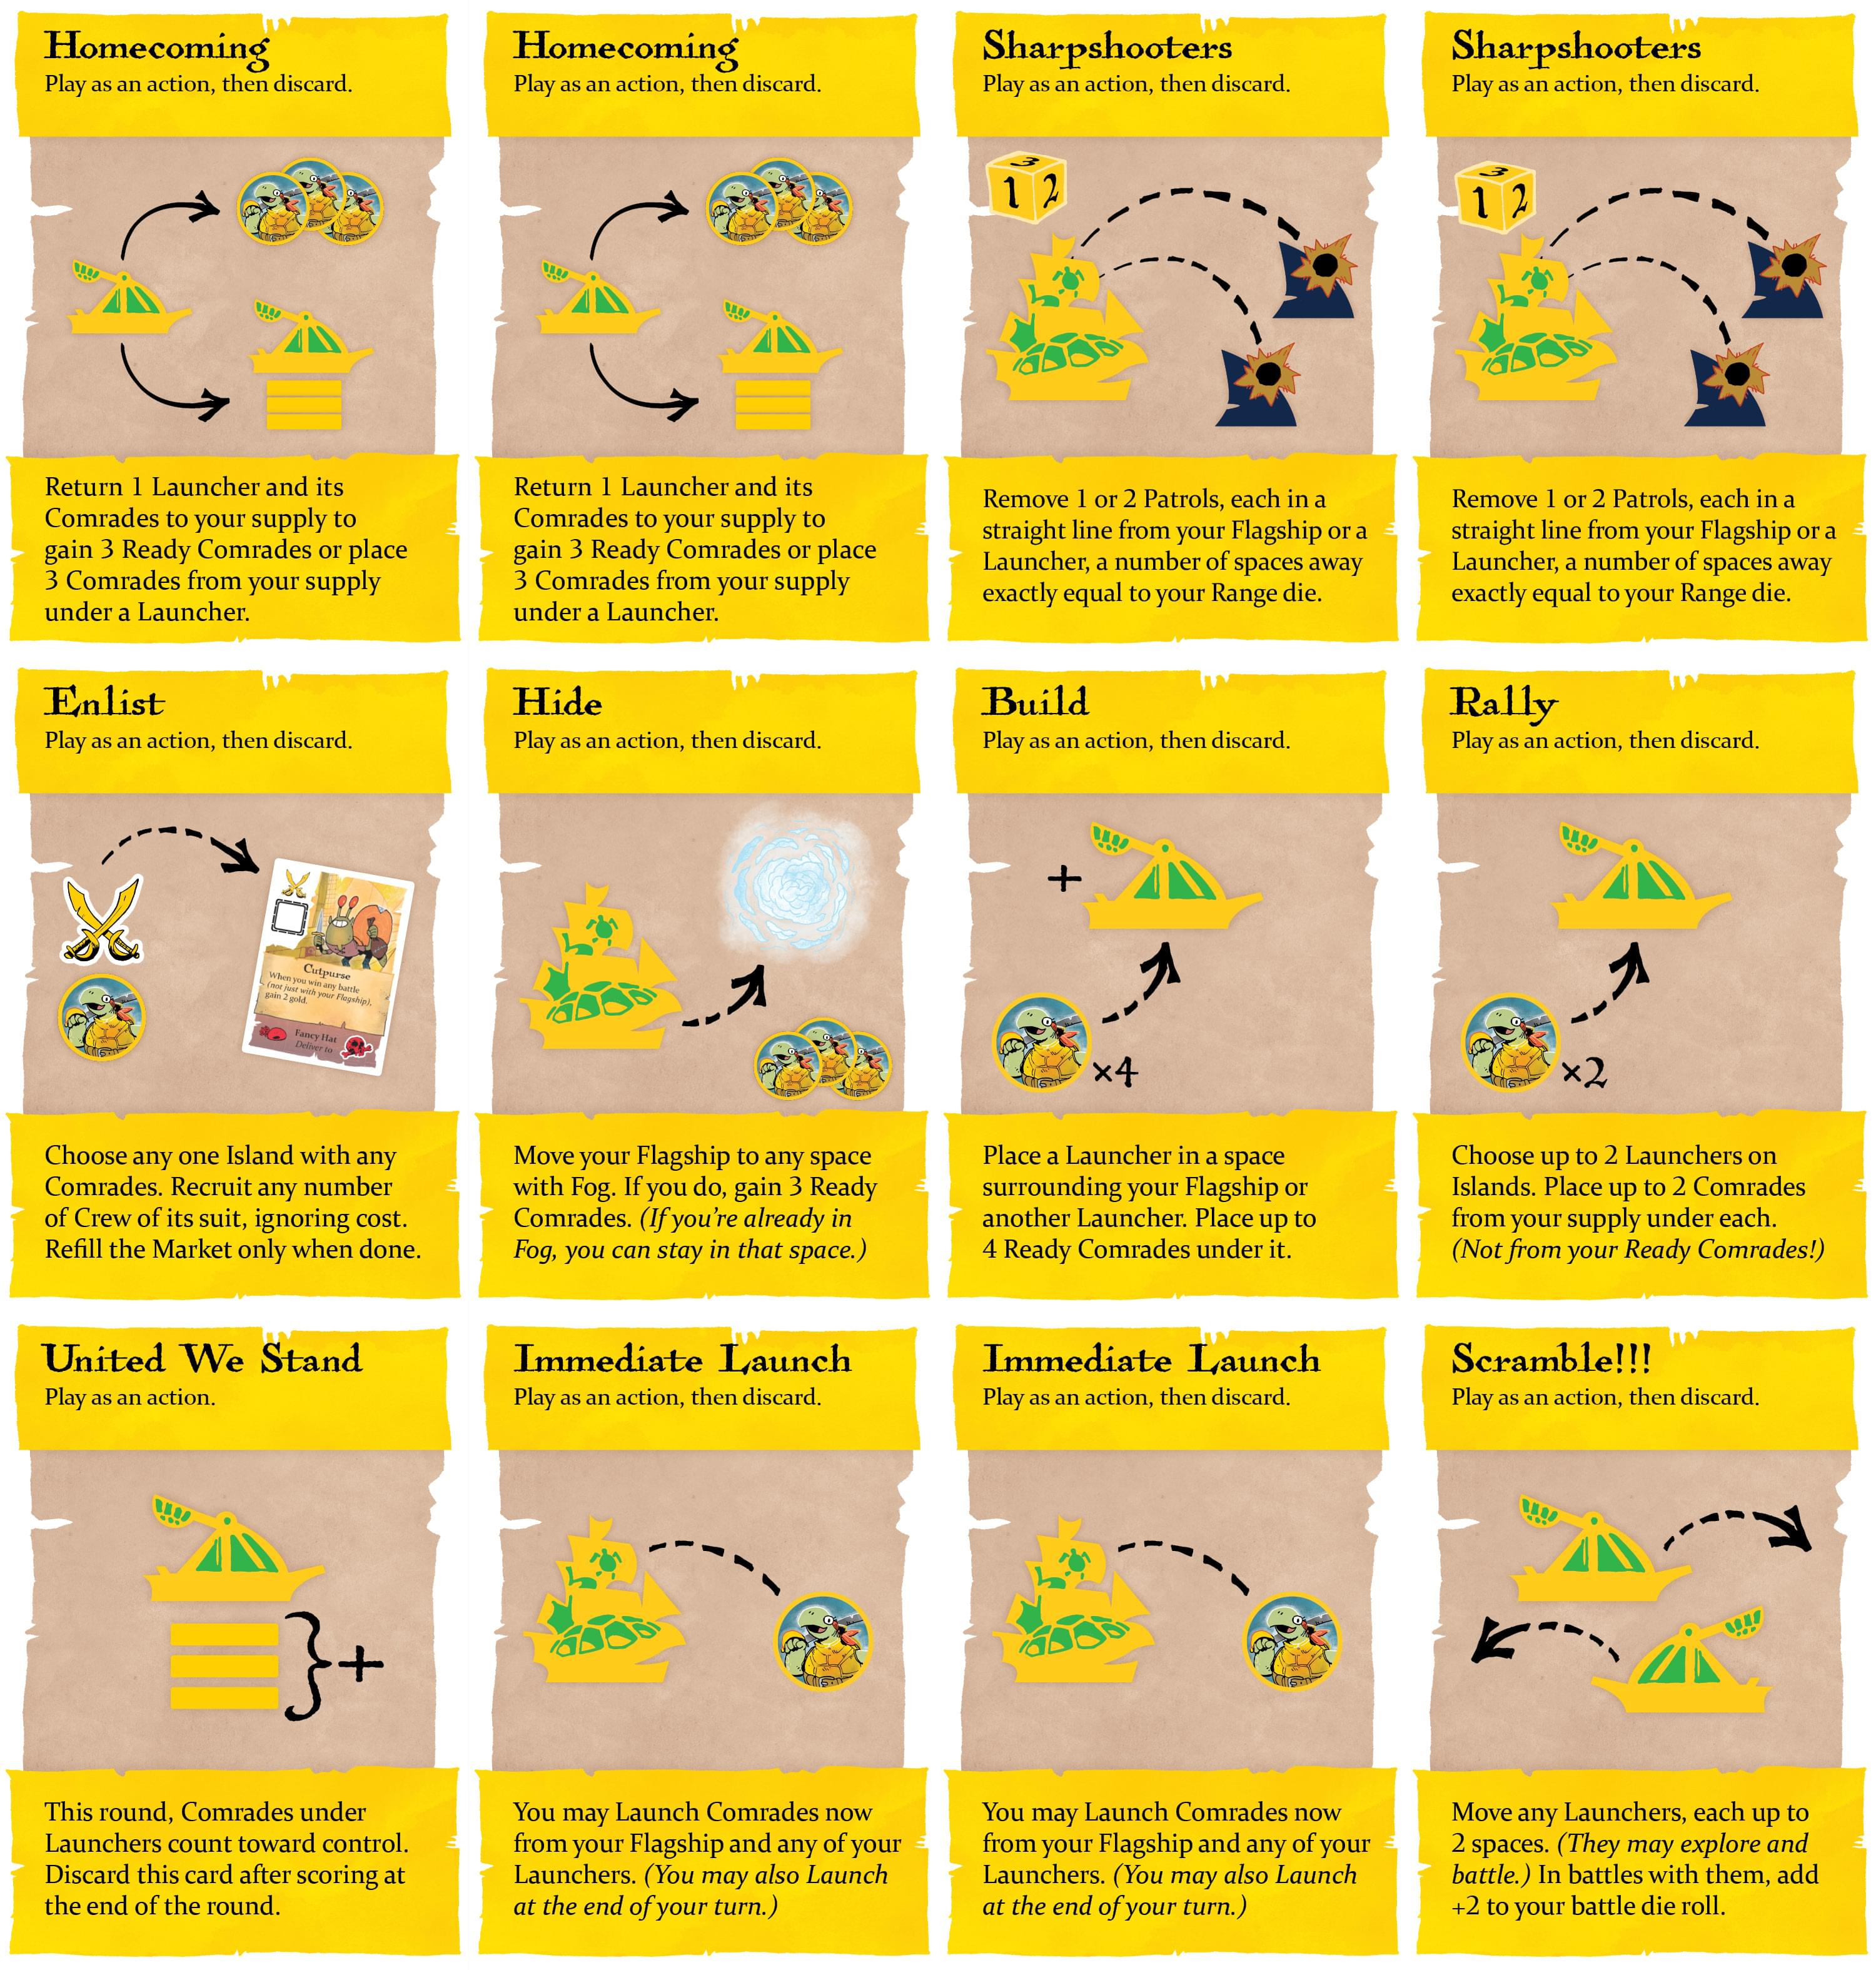 Homecoming
Play as an action, then discard.
Return 1 Launcher and its
Comrades to your supply to
gain 3 Ready Comrades or place
3 Comrades from your supply
under a Launcher.
Homecoming
Play as an action, then discard.
Return 1 Launcher and its
Comrades to your supply to
gain 3 Ready Comrades or place
3 Comrades from your supply
under a Launcher.
Sharpshooters
Play as an action, then discard.
3
1 2
Remove 1 or 2 Patrols, each in a
straight line from your Flagship or a
Launcher, a number of spaces away
exactly equal to your Range die.
Sharpshooters
Play as an action, then discard.
3
1 2
Remove 1 or 2 Patrols, each in a
straight line from your Flagship or a
Launcher, a number of spaces away
exactly equal to your Range die.
Enlist
Play as an action, then discard.
Cutpurse
When you win any battle
(not just with your Flagship),
gain 2 gold.
Fancy Hat
Deliver to
Choose any one Island with any
Comrades. Recruit any number
of Crew of its suit, ignoring cost.
Refill the Market only when done.
Hide
Play as an action, then discard.
Move your Flagship to any space
with Fog. If you do, gain 3 Ready
Comrades. (If you're already in
Fog, you can stay in that space.)
Build
Play as an action, then discard.
+
×4
Place a Launcher in a space
surrounding your Flagship or
another Launcher. Place up to
4 Ready Comrades under it.
Rally
Play as an action, then discard.
×2
Choose up to 2 Launchers on
Islands. Place up to 2 Comrades
from your supply under each.
(Not from your Ready Comrades!)
United We Stand
Play as an action.
} +
This round, Comrades under
Launchers count toward control.
Discard this card after scoring at
the end of the round.
Immediate Launch
Play as an action, then discard.
You may Launch Comrades now
from your Flagship and any of your
Launchers. (You may also Launch
at the end of your turn.)
Immediate Launch
Play as an action, then discard.
You may Launch Comrades now
from your Flagship and any of your
Launchers. (You may also Launch
at the end of your turn.)
Scramble!!!
Play as an action, then discard.
Move any Launchers, each up to
2 spaces. (They may explore and
battle.) In battles with them, add
+2 to your battle die roll.